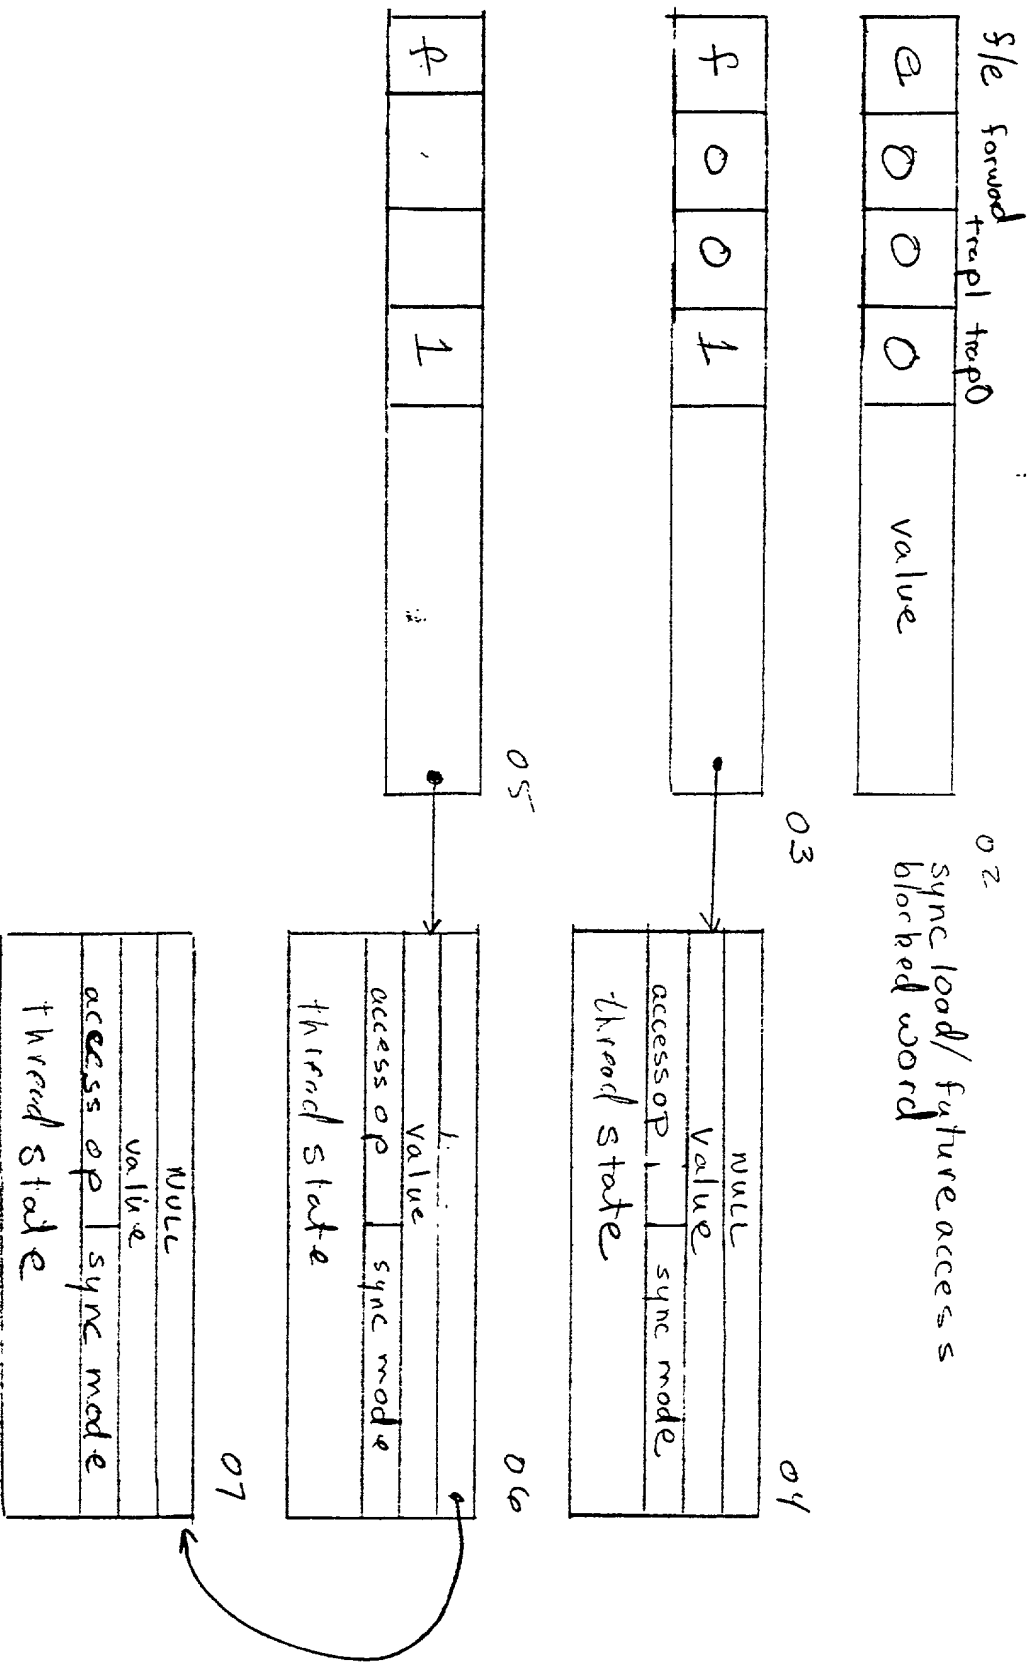 f/e forward trap1 trap0
e 0 0 0 value
02
sync load/future access
blocked word
f 0 0 1
03
NULL
value
access op sync mode
thread state
04
f 1
05
value
access op sync mode
thread state
06
NULL
value
access op sync mode
thread state
07